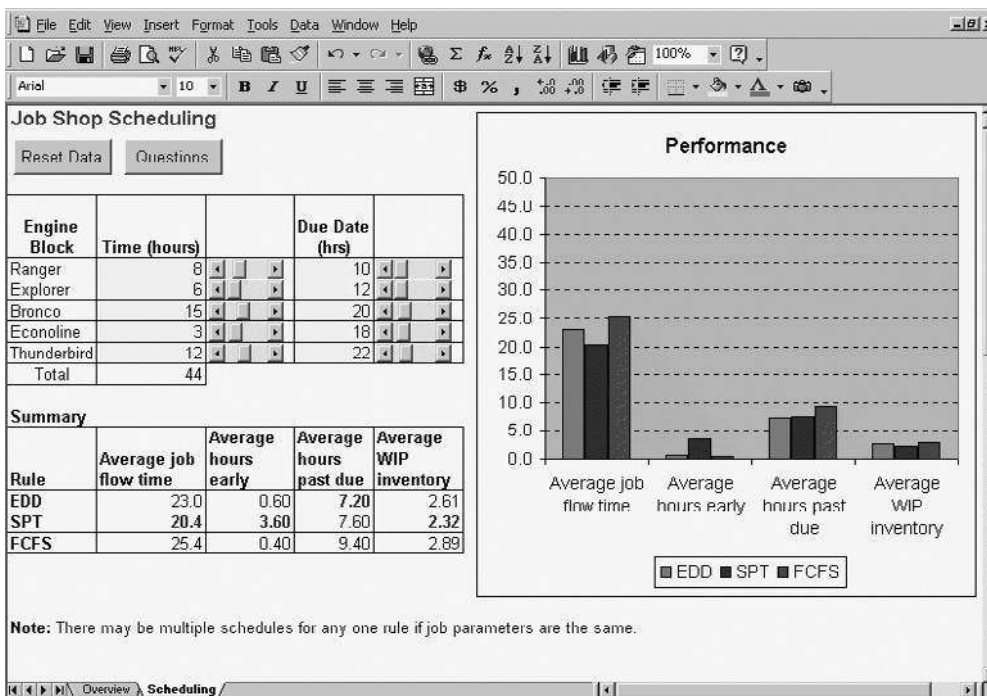 File Edit View Insert Format Tools Data Window Help
100%
Arial 10 B I U $ % ,
Job Shop Scheduling
Reset Data Questions
Engine Block Time (hours) Due Date (hrs)
Ranger 8 10
Explorer 6 12
Bronco 15 20
Econoline 3 18
Thunderbird 12 22
Total 44
Summary
Rule Average job flow time Average hours early Average hours past due Average WIP inventory
EDD 23.0 0.60 7.20 2.61
SPT 20.4 3.60 7.60 2.32
FCFS 25.4 0.40 9.40 2.89
Performance
50.0
45.0
40.0
35.0
30.0
25.0
20.0
15.0
10.0
5.0
0.0
Average job flow time
Average hours early
Average hours past due
Average WIP inventory
EDD SPT FCFS
Note: There may be multiple schedules for any one rule if job parameters are the same.
Overview Scheduling